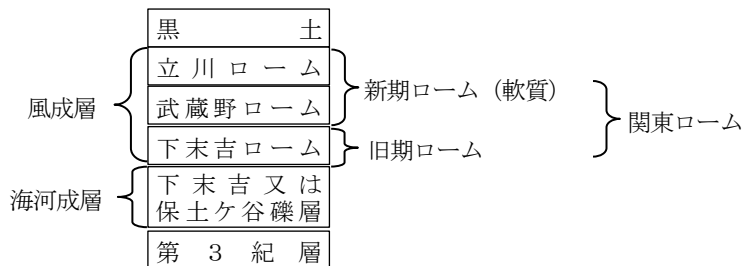 黒土
立川ローム
武蔵野ローム
下末吉ローム
下末吉又は
保土ケ谷礫層
第3紀層
風成層
海河成層
新期ローム（軟質）
旧期ローム
関東ローム